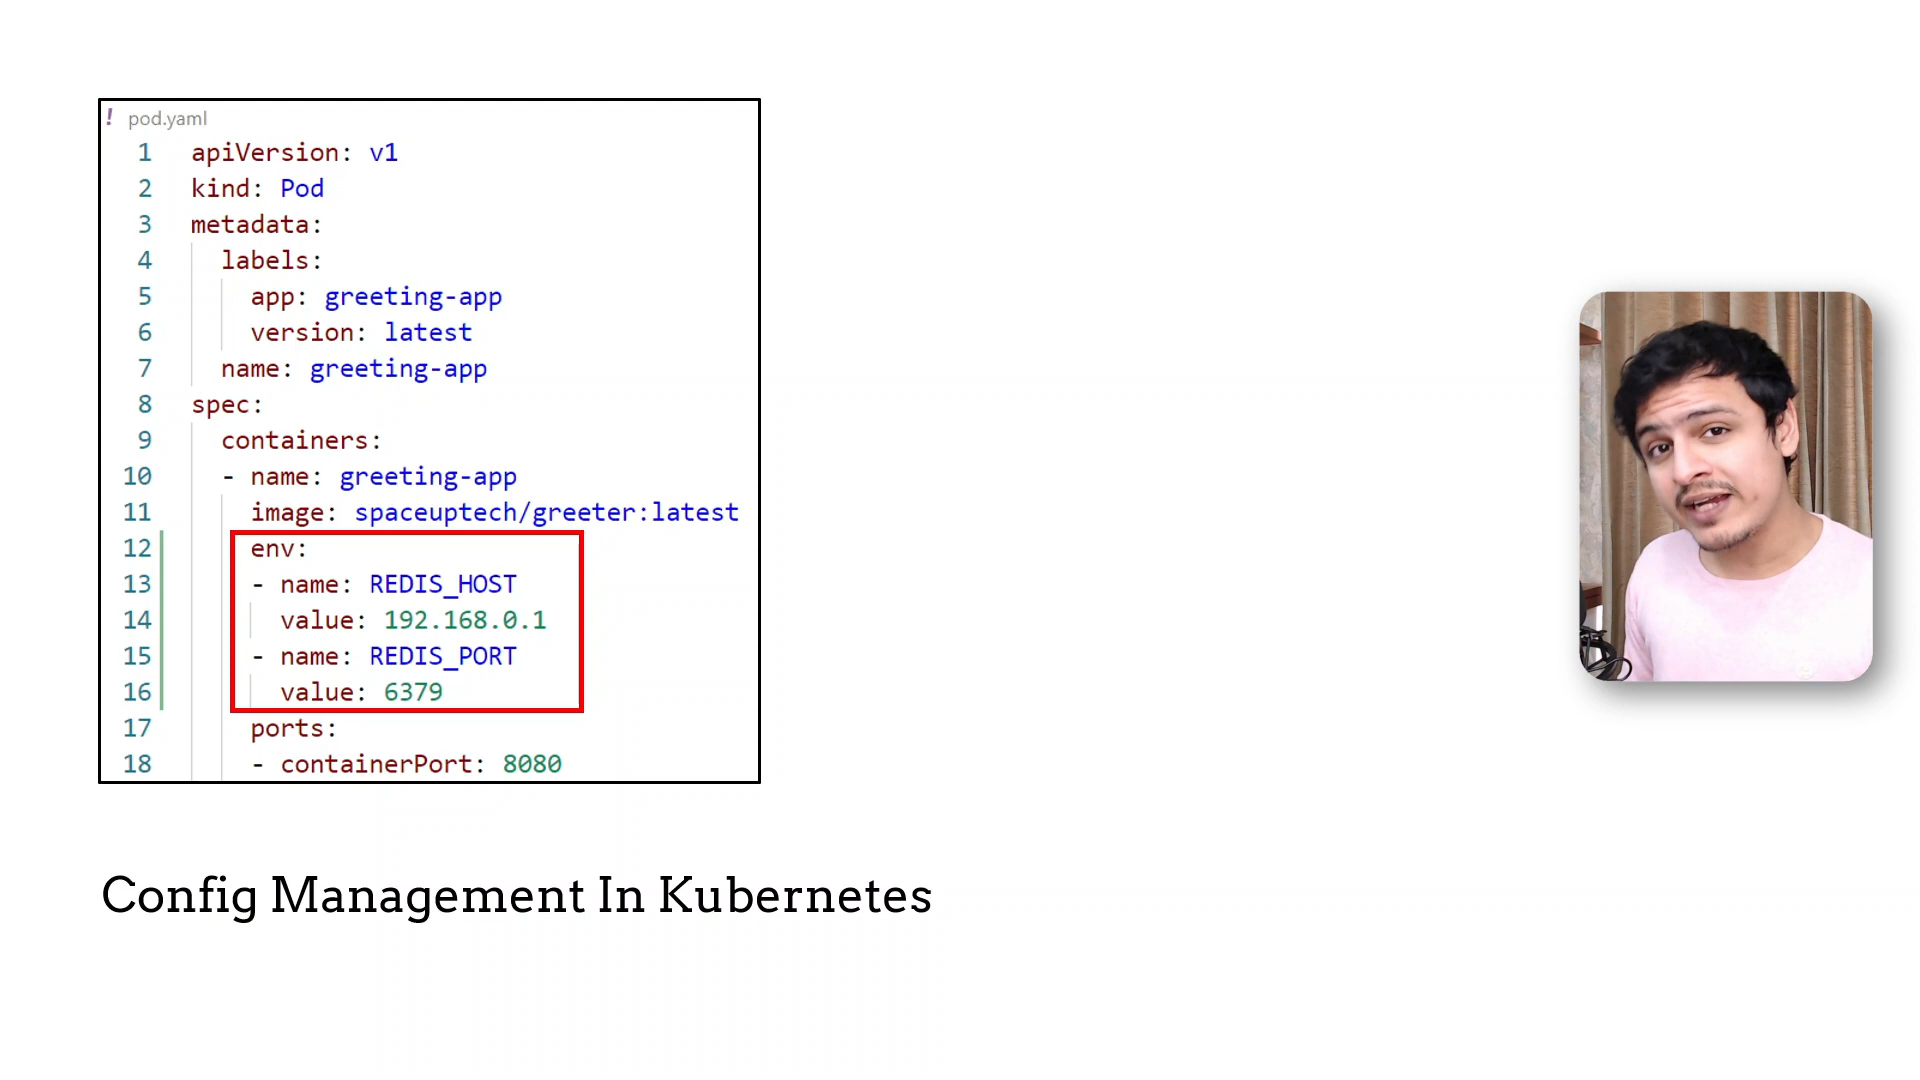 ! pod.yaml
1 apiVersion: v1
2 kind: Pod
3 metadata:
4 labels:
5 app: greeting-app
6 version: latest
7 name: greeting-app
8 spec:
9 containers:
10 - name: greeting-app
11 image: spaceuptech/greeter:latest
12 env:
13 - name: REDIS_HOST
14 value: 192.168.0.1
15 - name: REDIS_PORT
16 value: 6379
17 ports:
18 - containerPort: 8080
Config Management In Kubernetes